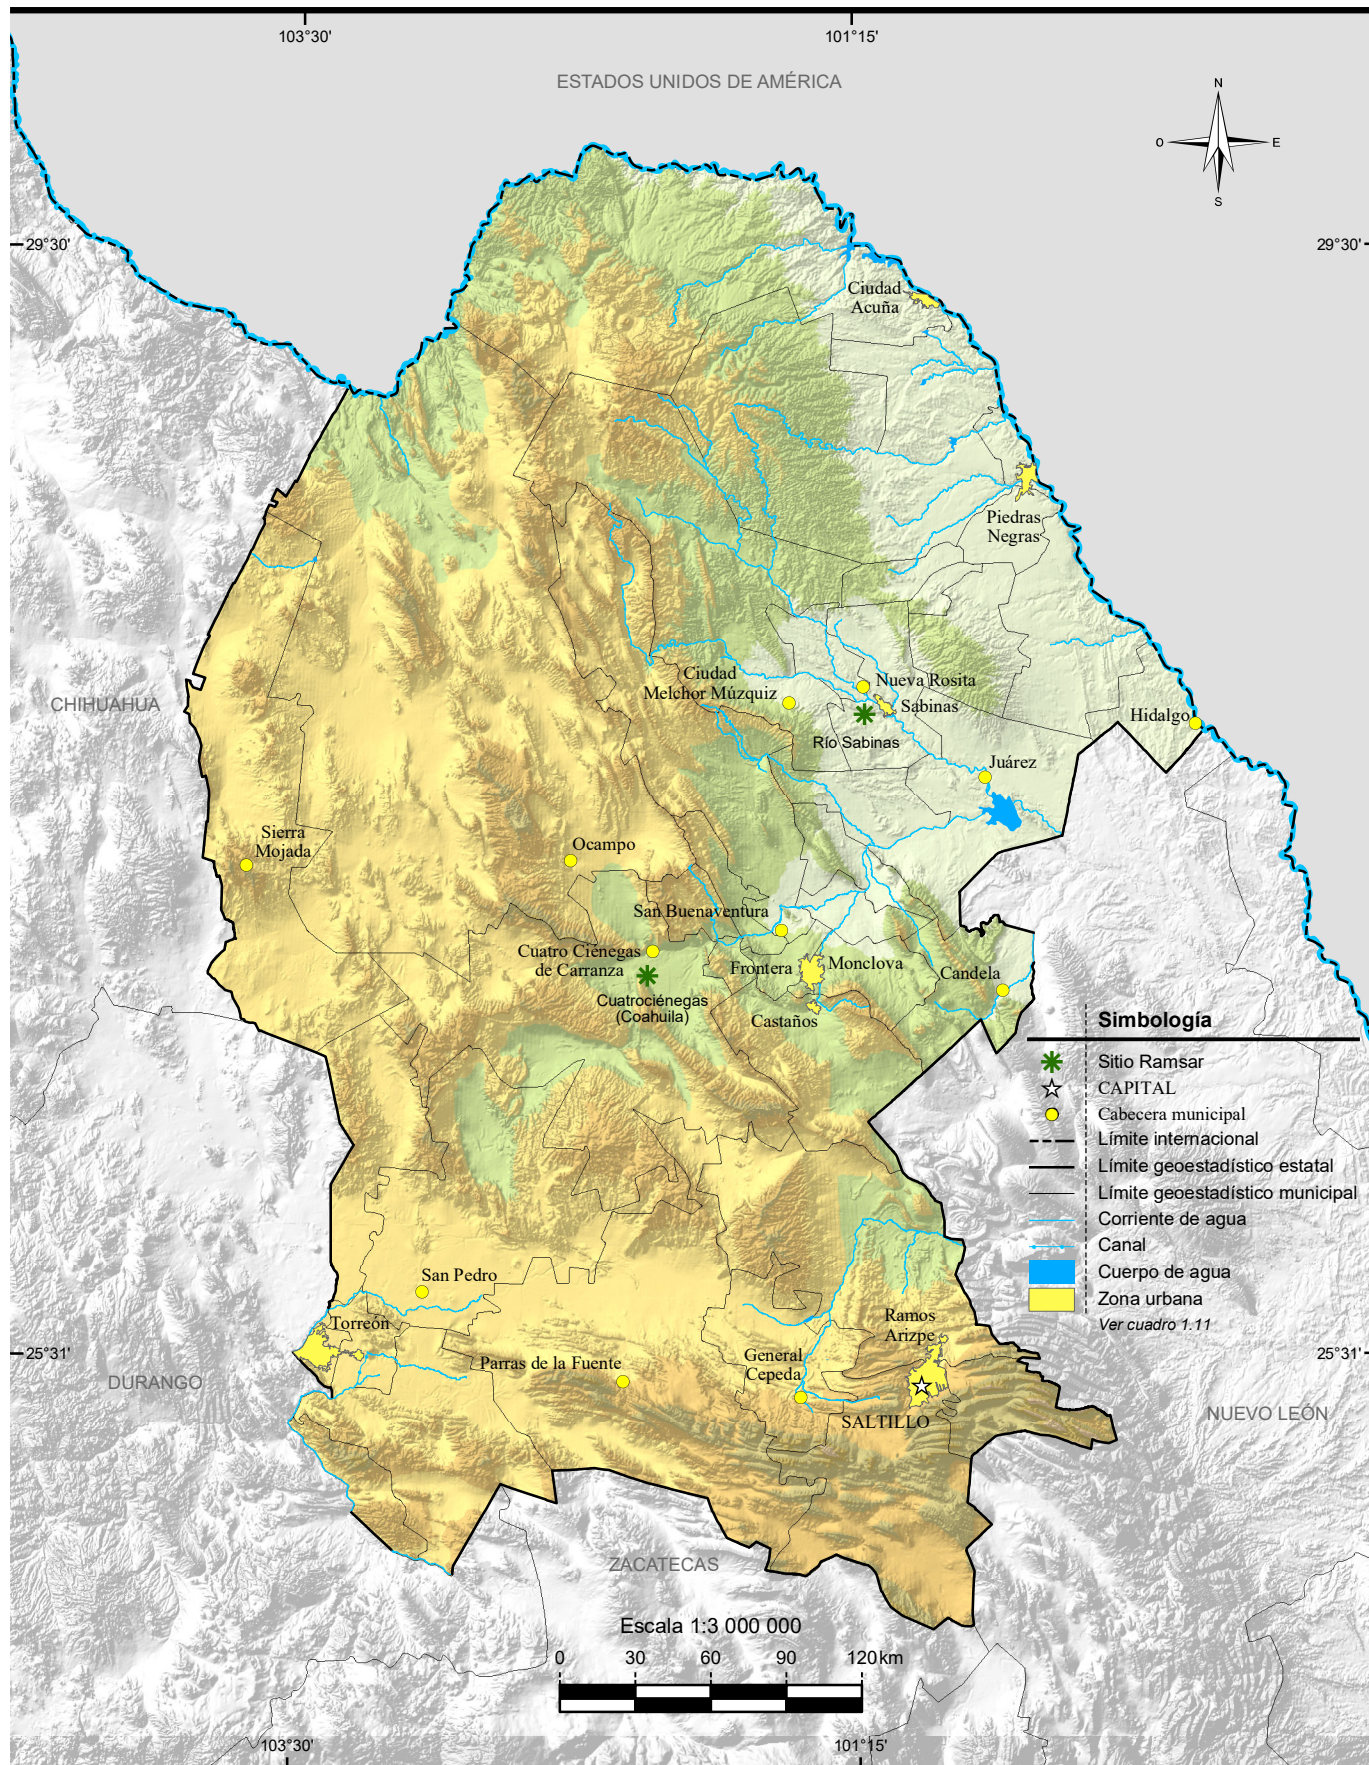 103°30'
101°15'
ESTADOS UNIDOS DE AMÉRICA
N
O
E
S
29°30'
29°30'
Ciudad
Acuña
Piedras
Negras
Ciudad
Melchor Múzquiz
Nueva Rosita
Sabinas
CHIHUAHUA
Hidalgo
Río Sabinas
Juárez
Sierra
Mojada
Ocampo
San Buenaventura
Cuatro Ciénegas
de Carranza
Frontera
Monclova
Candela
Cuatrociénegas
(Coahuila)
Castaños
Simbología
Sitio Ramsar
CAPITAL
Cabecera municipal
Límite internacional
Límite geoestadístico estatal
Límite geoestadístico municipal
Corriente de agua
Canal
Cuerpo de agua
Zona urbana
Ver cuadro 1.11
San Pedro
Torreón
Ramos
Arizpe
25°31'
25°31'
General
Cepeda
Parras de la Fuente
DURANGO
SALTILLO
NUEVO LEÓN
ZACATECAS
Escala 1:3 000 000
0 30 60 90 120 km
103°30'
101°15'